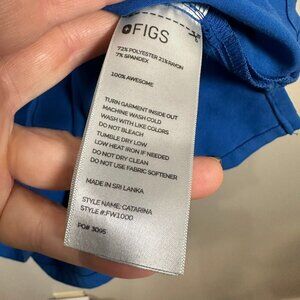 FIGS
72% POLYESTER 21% RAYON
7% SPANDEX
100% AWESOME
TURN GARMENT INSIDE OUT
MACHINE WASH COLD
WASH WITH LIKE COLORS
DO NOT BLEACH
TUMBLE DRY LOW
LOW HEAT IRON IF NEEDED
DO NOT DRY CLEAN
DO NOT USE FABRIC SOFTENER
MADE IN SRI LANKA
STYLE NAME: CATARINA
STYLE #:FW1000
PO# 3095